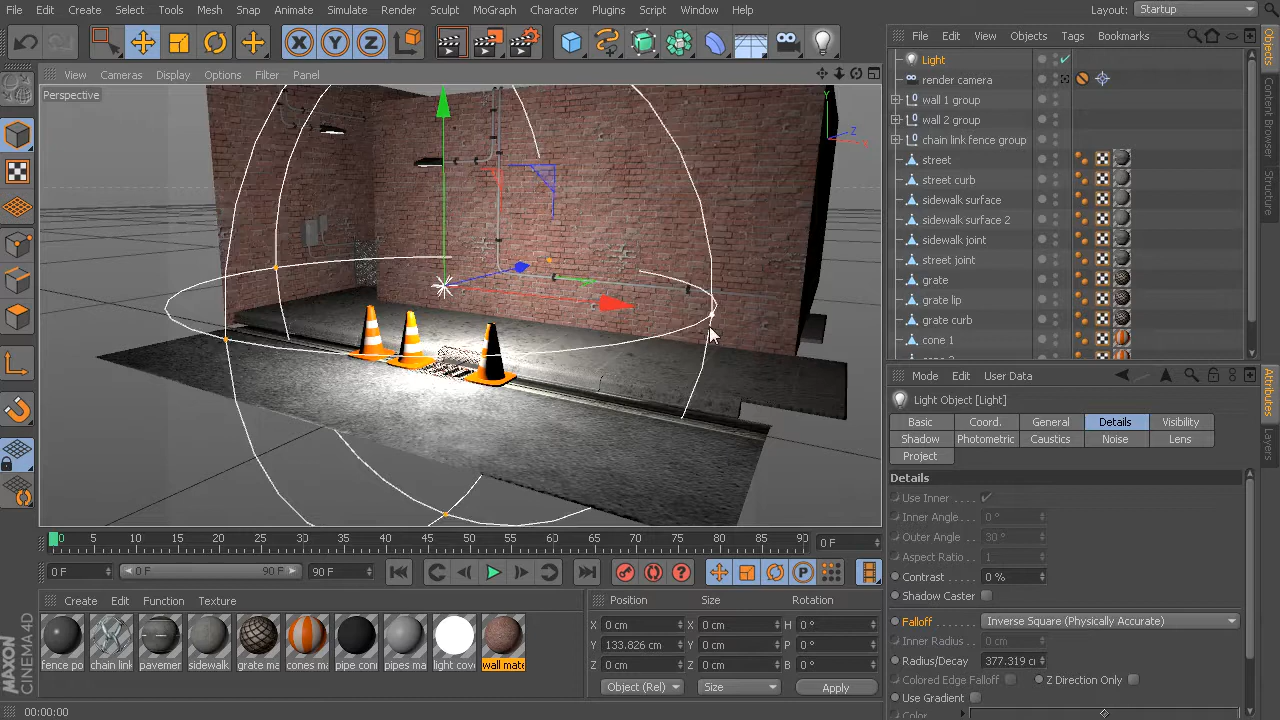 File Edit Create Select Tools Mesh Snap Animate Simulate Render Sculpt MoGraph Character Plugins Script Window Help Layout: Startup
File Edit View Objects Tags Bookmarks
View Cameras Display Options Filter Panel
Perspective
Y
Z
X
Light
render camera
wall 1 group
wall 2 group
chain link fence group
street
street curb
sidewalk surface
sidewalk surface 2
sidewalk joint
street joint
grate
grate lip
grate curb
cone 1
Objects
Content Browser
Structure
Mode Edit User Data
Light Object [Light]
Basic Coord. General Details Visibility
Shadow Photometric Caustics Noise Lens
Project
Details
Use Inner
Inner Angle 0 °
Outer Angle 30 °
Aspect Ratio 1
Contrast 0 %
Shadow Caster
Falloff Inverse Square (Physically Accurate)
Inner Radius 0 cm
Radius/Decay 377.319 cı
Colored Edge Falloff Z Direction Only
Use Gradient
Color
Attributes
Layers
0 5 10 15 20 25 30 35 40 45 50 55 60 65 70 75 80 85 90 0 F
0 F 0 F 90 F 90 F
Create Edit Function Texture
fence po chain link pavemer sidewalk grate ma cones ma pipe conn pipes ma light cove wall mate
Position Size Rotation
X 0 cm X 0 cm H 0 °
Y 133.826 cm Y 0 cm P 0 °
Z 0 cm Z 0 cm B 0 °
Object (Rel) Size Apply
MAXON CINEMA 4D
00:00:00